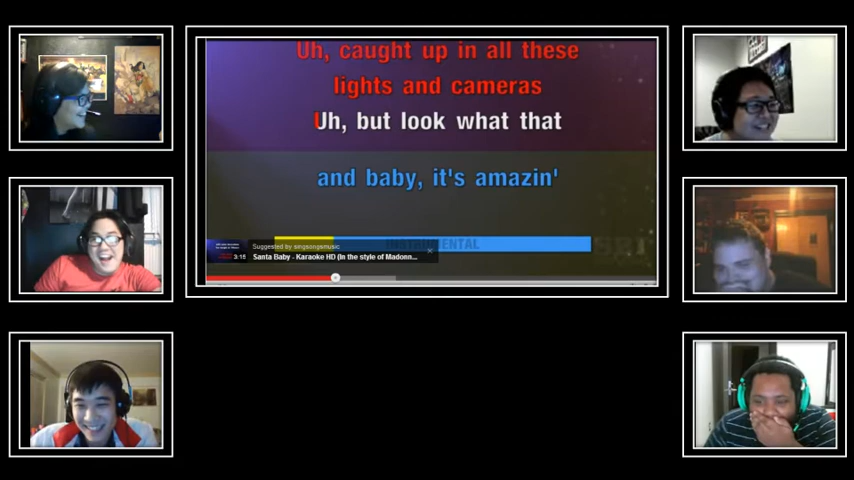 Uh, caught up in all these
lights and cameras
Uh, but look what that
and baby, it's amazin'
INSTRUMENTAL
Suggested by singsongsmusic
3:15
Santa Baby - Karaoke HD (In the style of Madonn...